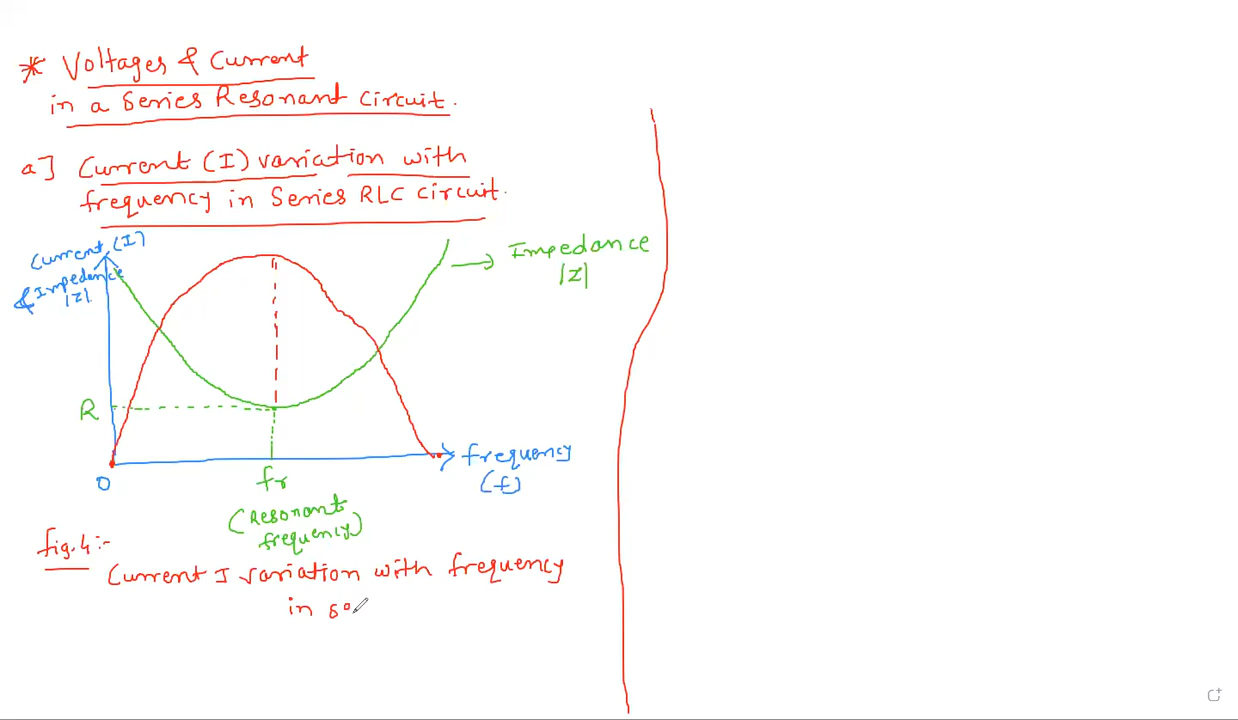 * Voltages & Current
in a Series Resonant Circuit.
a] Current (I) variation with
frequency in Series RLC circuit.
Current (I)
& Impedance
|Z|
Impedance
|Z|
R
0
fr
(Resonant
frequency)
frequency
(f)
fig.4:-
Current I variation with frequency
in